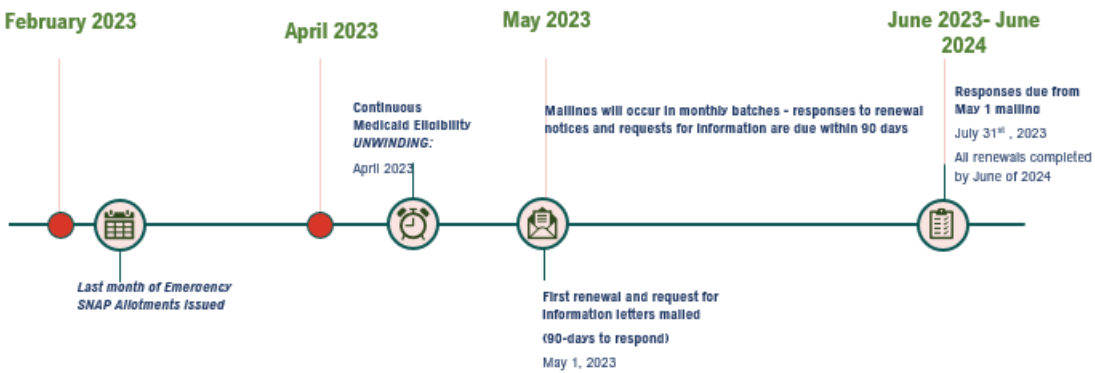 February 2023
April 2023
May 2023
June 2023- June
2024
Continuous
Medicaid Eligibility
UNWINDING:
April 2023
Mailings will occur in monthly batches - responses to renewal
notices and requests for information are due within 90 days
Responses due from
May 1 mailing
July 31st , 2023
All renewals completed
by June of 2024
Last month of Emergency
SNAP Allotments Issued
First renewal and request for
Information letters mailed
(90-days to respond)
May 1, 2023